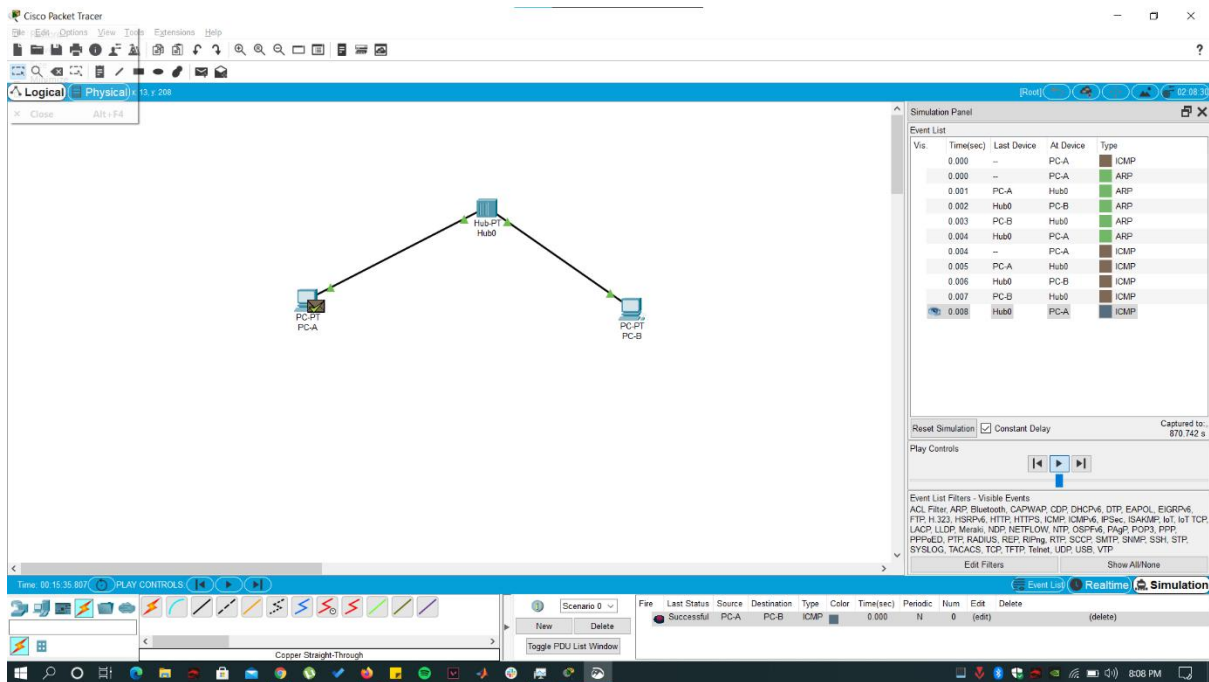 Cisco Packet Tracer
File Edit Options View Tools Extensions Help
?
Logical Physical x: 13, y: 208 [Root] 02:08:30
× Close Alt+F4
Hub-PT
Hub0
PC-PT
PC-A
PC-PT
PC-B
Simulation Panel
Event List
Vis. Time(sec) Last Device At Device Type
0.000 -- PC-A ICMP
0.000 -- PC-A ARP
0.001 PC-A Hub0 ARP
0.002 Hub0 PC-B ARP
0.003 PC-B Hub0 ARP
0.004 Hub0 PC-A ARP
0.004 -- PC-A ICMP
0.005 PC-A Hub0 ICMP
0.006 Hub0 PC-B ICMP
0.007 PC-B Hub0 ICMP
0.008 Hub0 PC-A ICMP
Reset Simulation Constant Delay Captured to:
870.742 s
Play Controls
Event List Filters - Visible Events
ACL Filter, ARP, Bluetooth, CAPWAP, CDP, DHCPv6, DTP, EAPOL, EIGRPv6,
FTP, H.323, HSRPv6, HTTP, HTTPS, ICMP, ICMPv6, IPSec, ISAKMP, IoT, IoT TCP,
LACP, LLDP, Meraki, NDP, NETFLOW, NTP, OSPFv6, PAgP, POP3, PPP,
PPPoED, PTP, RADIUS, REP, RIPng, RTP, SCCP, SMTP, SNMP, SSH, STP,
SYSLOG, TACACS, TCP, TFTP, Telnet, UDP, USB, VTP
Edit Filters Show All/None
Time: 00:15:35.807 PLAY CONTROLS: Event List Realtime Simulation
Scenario 0
New Delete
Toggle PDU List Window
Fire Last Status Source Destination Type Color Time(sec) Periodic Num Edit Delete
Successful PC-A PC-B ICMP 0.000 N 0 (edit) (delete)
Copper Straight-Through
8:08 PM